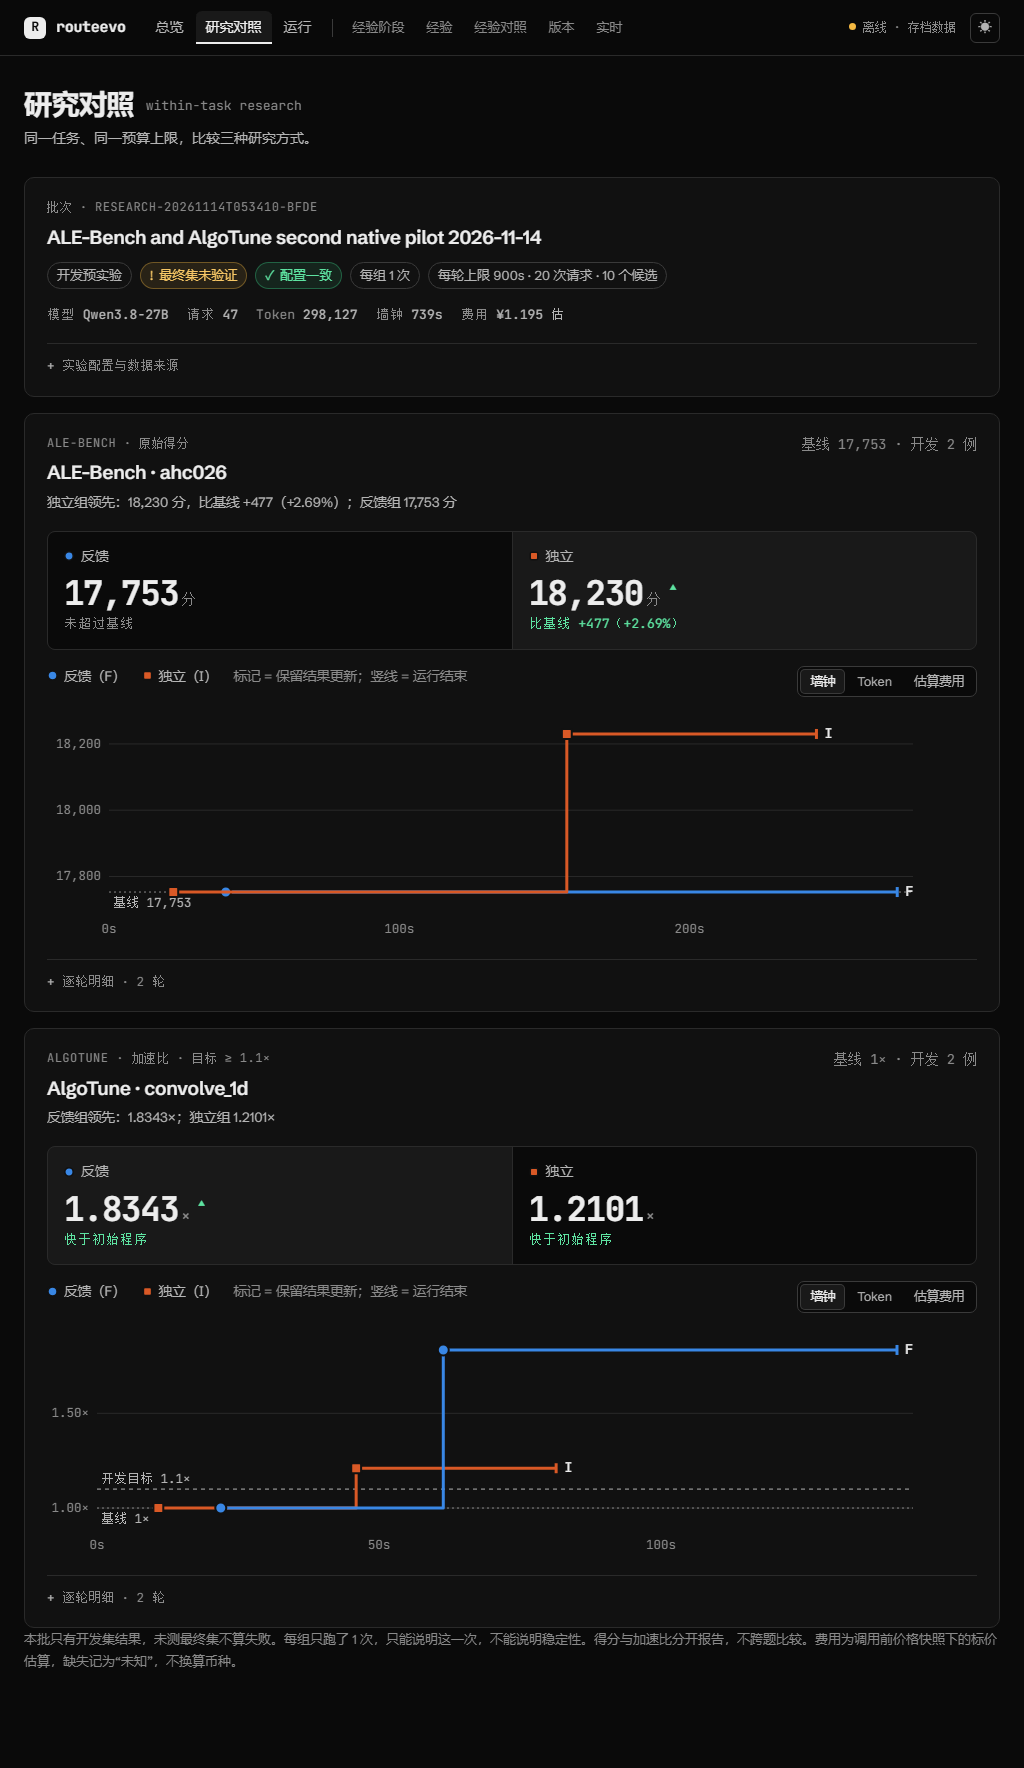 R routeevo 总览 研究对照 运行 经验阶段 经验 经验对照 版本 实时 离线 · 存档数据
研究对照 within-task research
同一任务、同一预算上限，比较三种研究方式。
批次 · RESEARCH-20261114T053410-BFDE
ALE-Bench and AlgoTune second native pilot 2026-11-14
开发预实验 ! 最终集未验证 ✓ 配置一致 每组 1 次 每轮上限 900s · 20 次请求 · 10 个候选
模型 Qwen3.8-27B 请求 47 Token 298,127 墙钟 739s 费用 ¥1.195 估
+ 实验配置与数据来源
ALE-BENCH · 原始得分 基线 17,753 · 开发 2 例
ALE-Bench · ahc026
独立组领先：18,230 分，比基线 +477（+2.69%）；反馈组 17,753 分
反馈 独立
17,753分 18,230分 ▲
未超过基线 比基线 +477（+2.69%）
反馈（F） 独立（I） 标记 = 保留结果更新；竖线 = 运行结束 墙钟 Token 估算费用
I
18,200
18,000
17,800
F
基线 17,753
0s 100s 200s
+ 逐轮明细 · 2 轮
ALGOTUNE · 加速比 · 目标 ≥ 1.1× 基线 1× · 开发 2 例
AlgoTune · convolve_1d
反馈组领先：1.8343×；独立组 1.2101×
反馈 独立
1.8343× ▲ 1.2101×
快于初始程序 快于初始程序
反馈（F） 独立（I） 标记 = 保留结果更新；竖线 = 运行结束 墙钟 Token 估算费用
F
1.50×
I
开发目标 1.1×
1.00×
基线 1×
0s 50s 100s
+ 逐轮明细 · 2 轮
本批只有开发集结果，未测最终集不算失败。每组只跑了 1 次，只能说明这一次，不能说明稳定性。得分与加速比分开报告，不跨题比较。费用为调用前价格快照下的标价
估算，缺失记为“未知”，不换算币种。